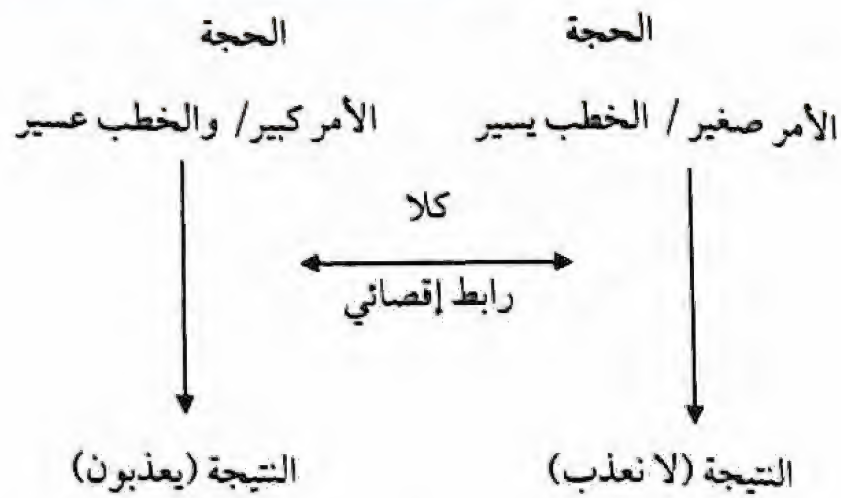 الحجة الحجة
الأمر صغير / الخطب يسير الأمر كبير/ والخطب عسير
كلا
رابط إقصائي
النتيجة (لا نعذب) النتيجة (يعذبون)